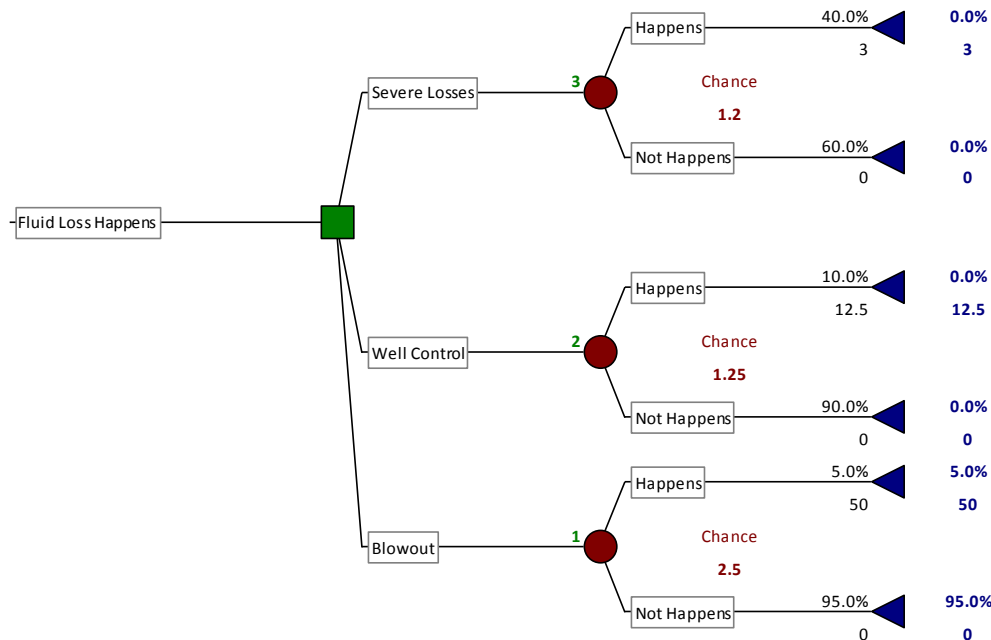 Happens
40.0%
0.0%
3
3
3
Severe Losses
Chance
1.2
Not Happens
60.0%
0.0%
0
0
Fluid Loss Happens
Happens
10.0%
0.0%
12.5
12.5
2
Well Control
Chance
1.25
Not Happens
90.0%
0.0%
0
0
Happens
5.0%
5.0%
50
50
1
Blowout
Chance
2.5
Not Happens
95.0%
95.0%
0
0